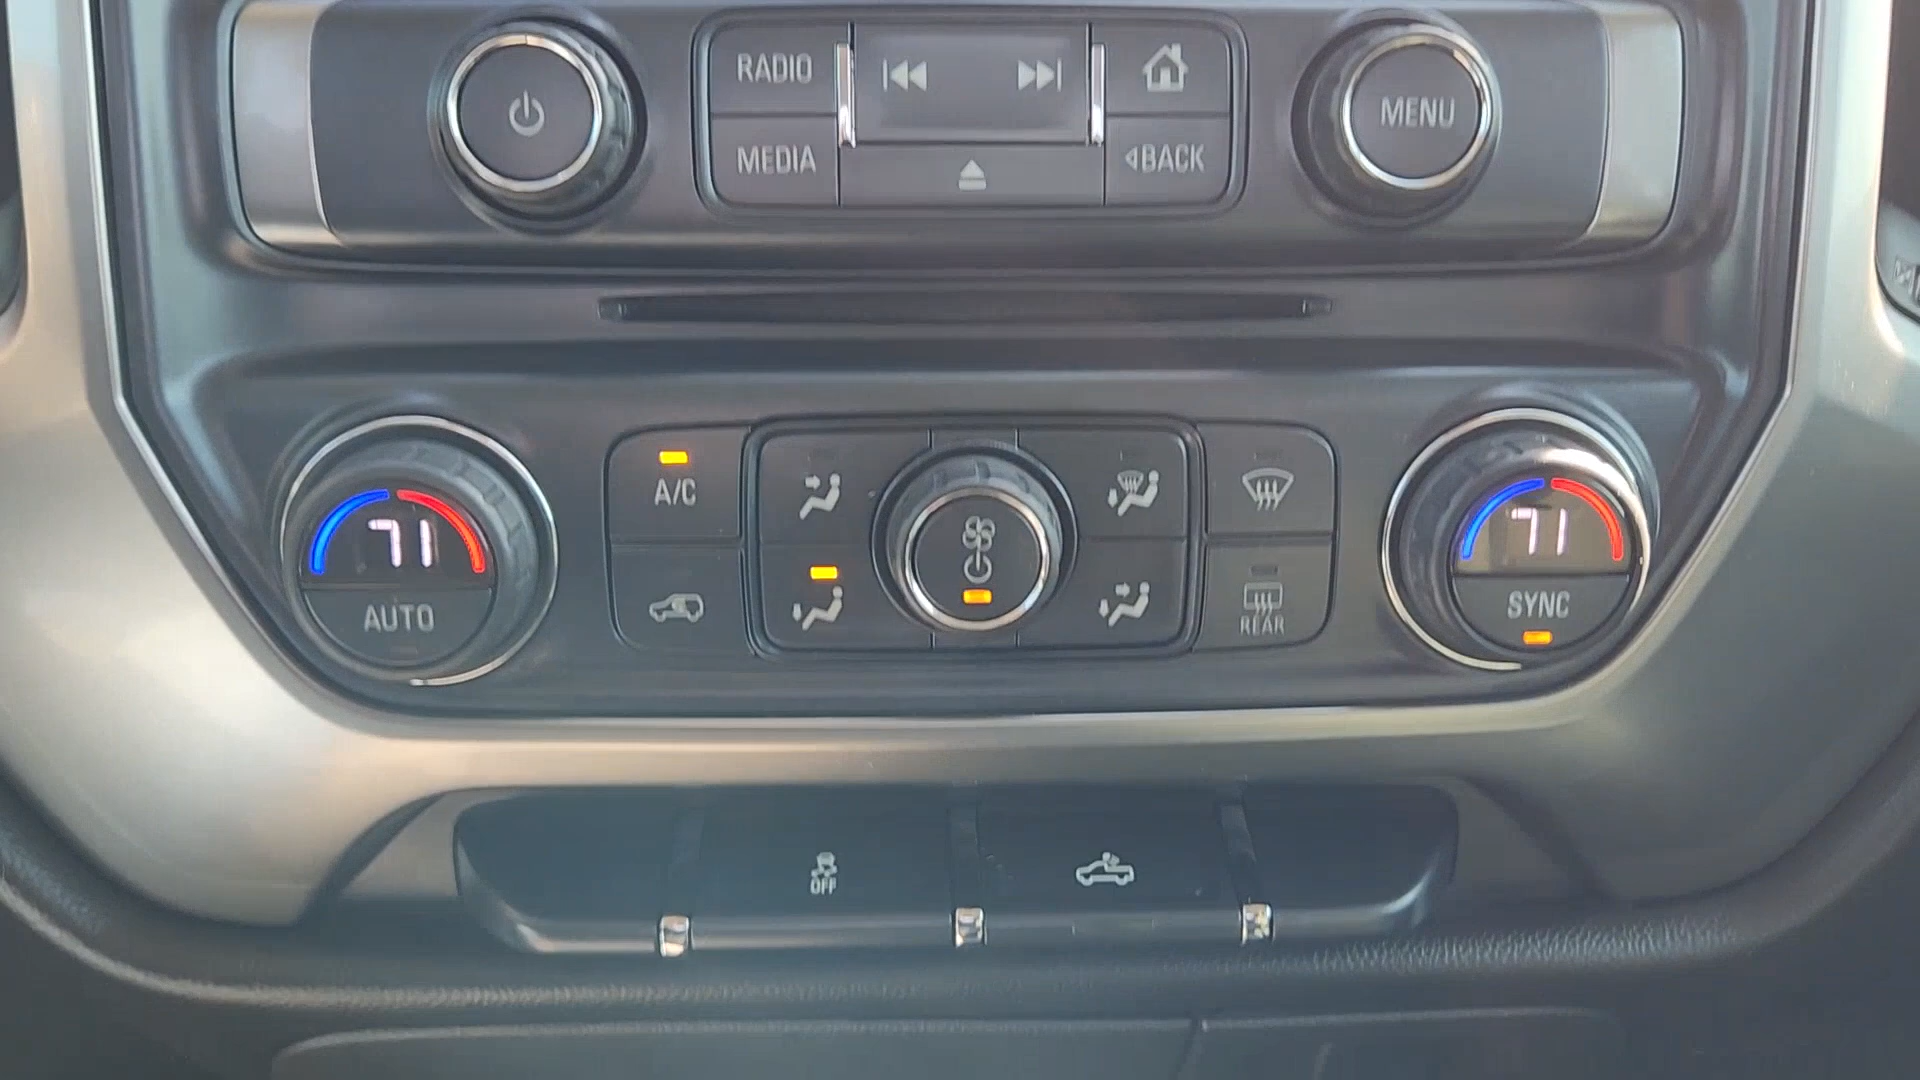 RADIO
MEDIA
◁BACK
MENU
71
AUTO
A/C
REAR
71
SYNC
OFF